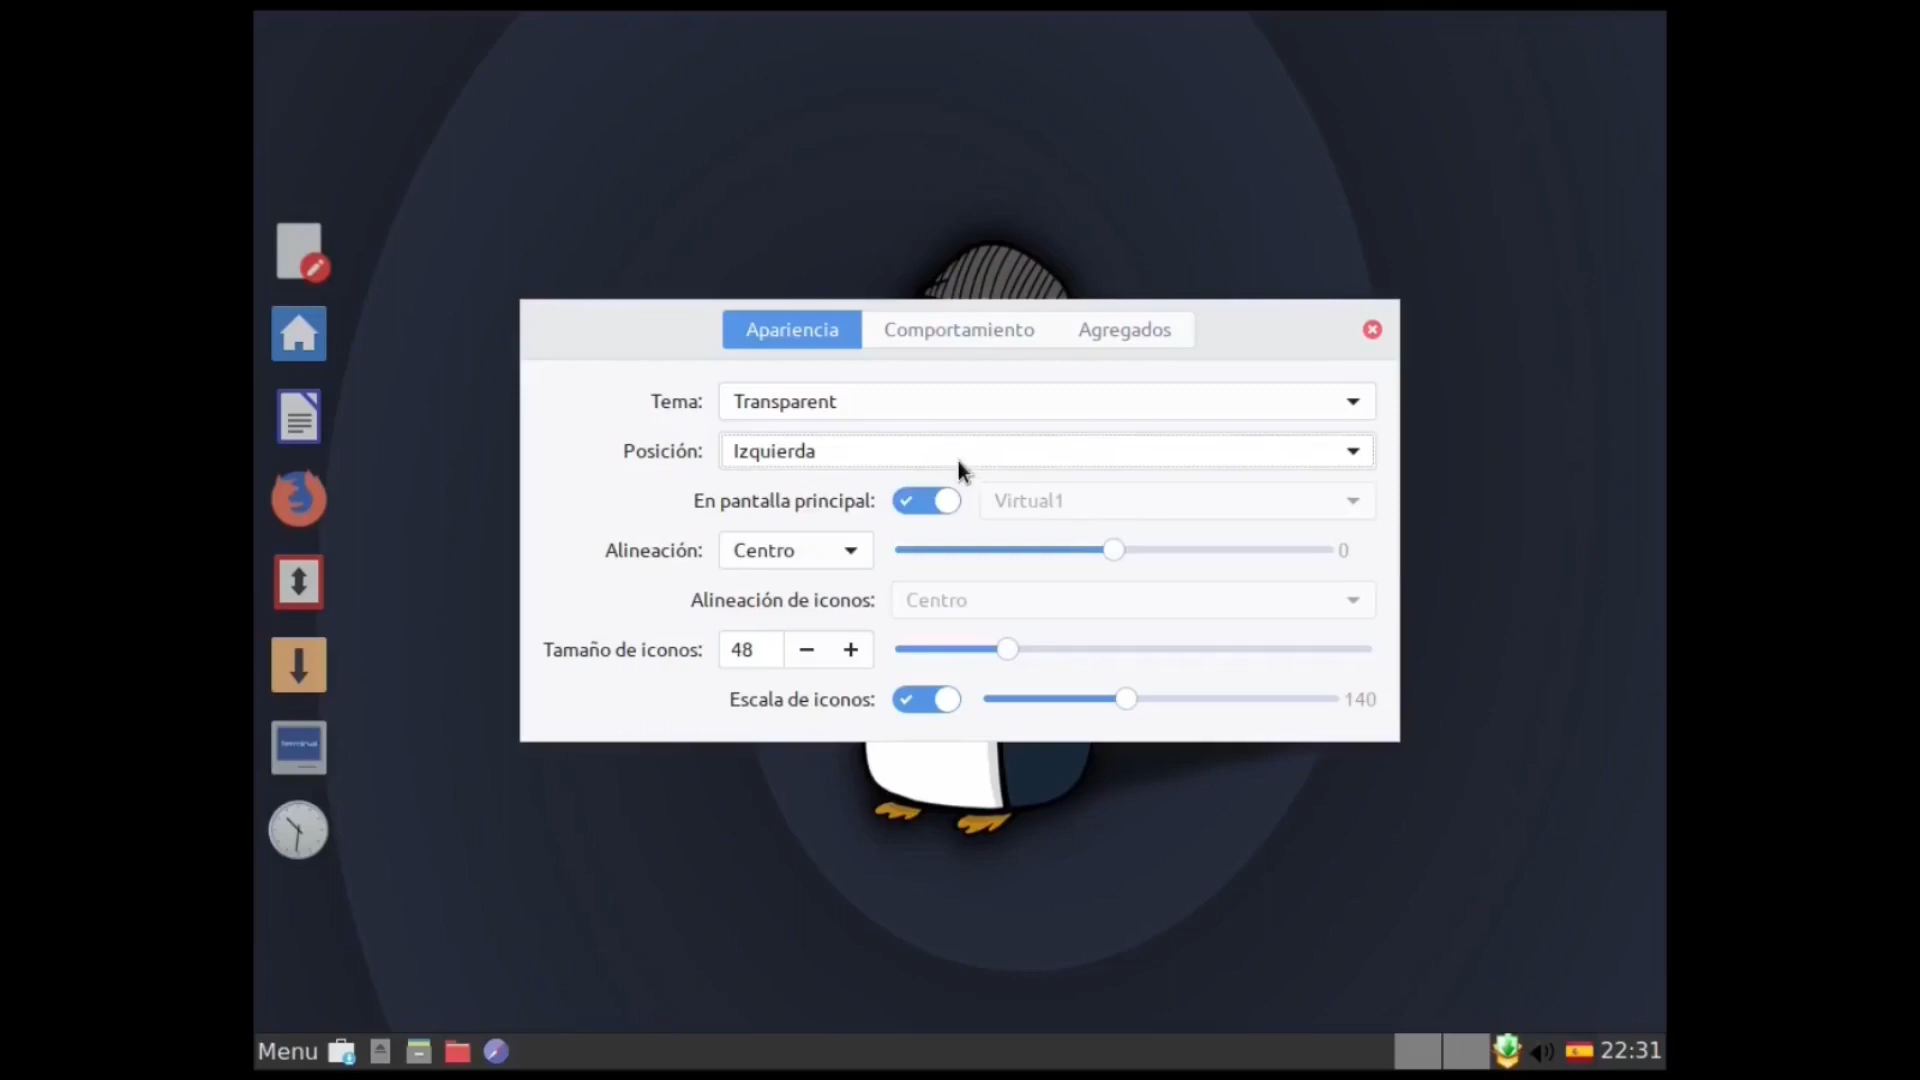 Apariencia Comportamiento Agregados
Tema: Transparent
Posición: Izquierda
En pantalla principal: Virtual1
Alineación: Centro 0
Alineación de iconos: Centro
Tamaño de iconos: 48 − +
Escala de iconos: 140
Terminal
Menu 22:31